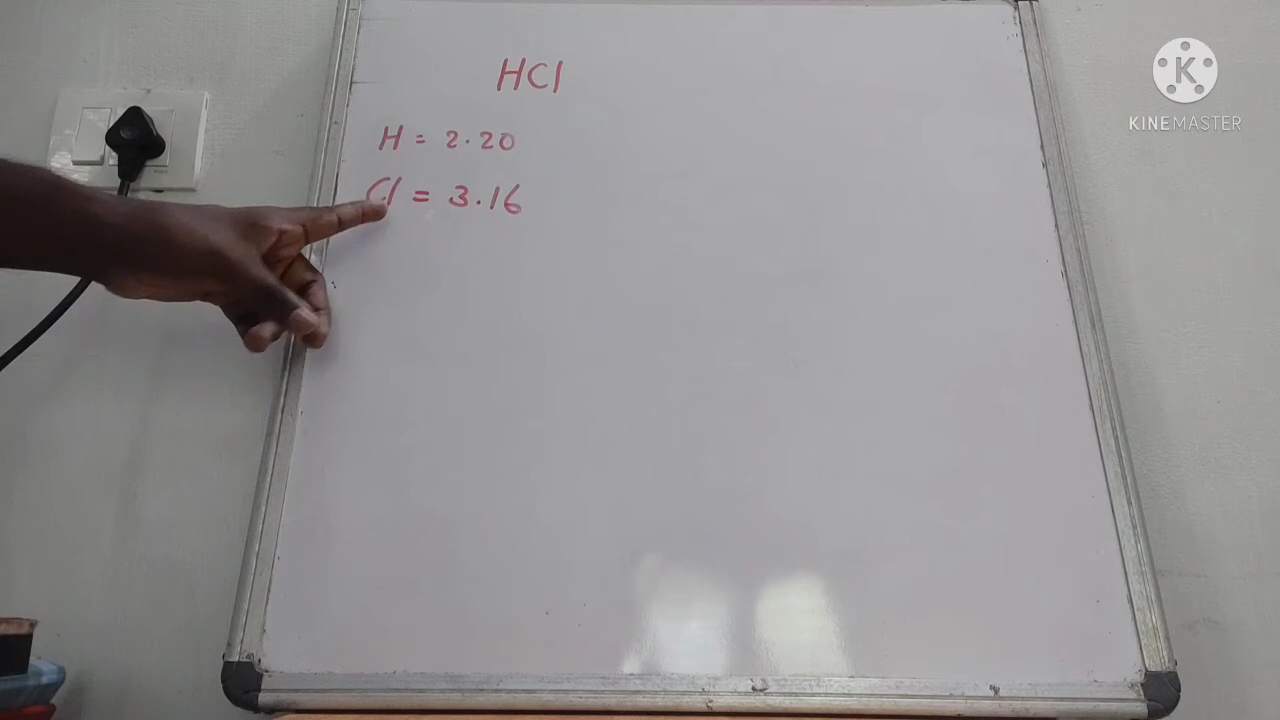 HCl
H = 2.20
Cl = 3.16
K
KINEMASTER